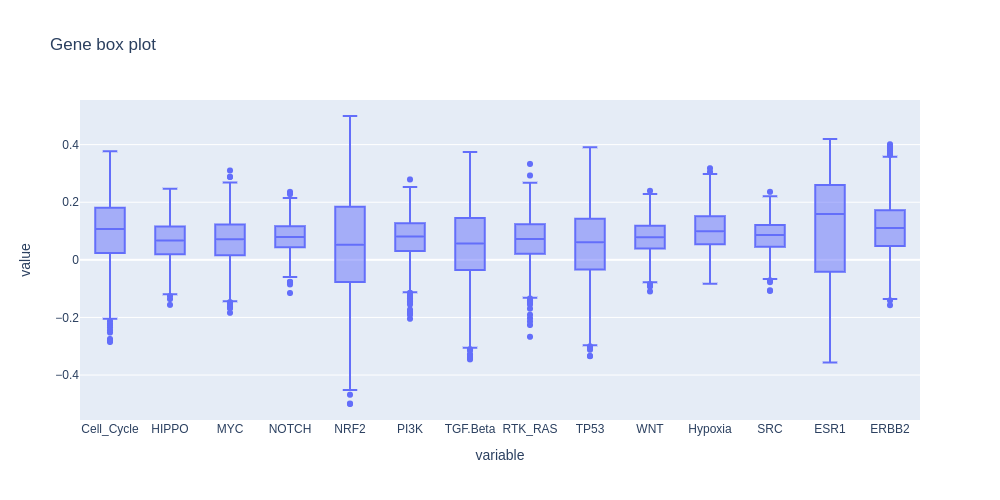 Gene box plot
value
0.4
0.2
0
−0.2
−0.4
Cell_Cycle HIPPO MYC NOTCH NRF2 PI3K TGF.Beta RTK_RAS TP53 WNT Hypoxia SRC ESR1 ERBB2
variable